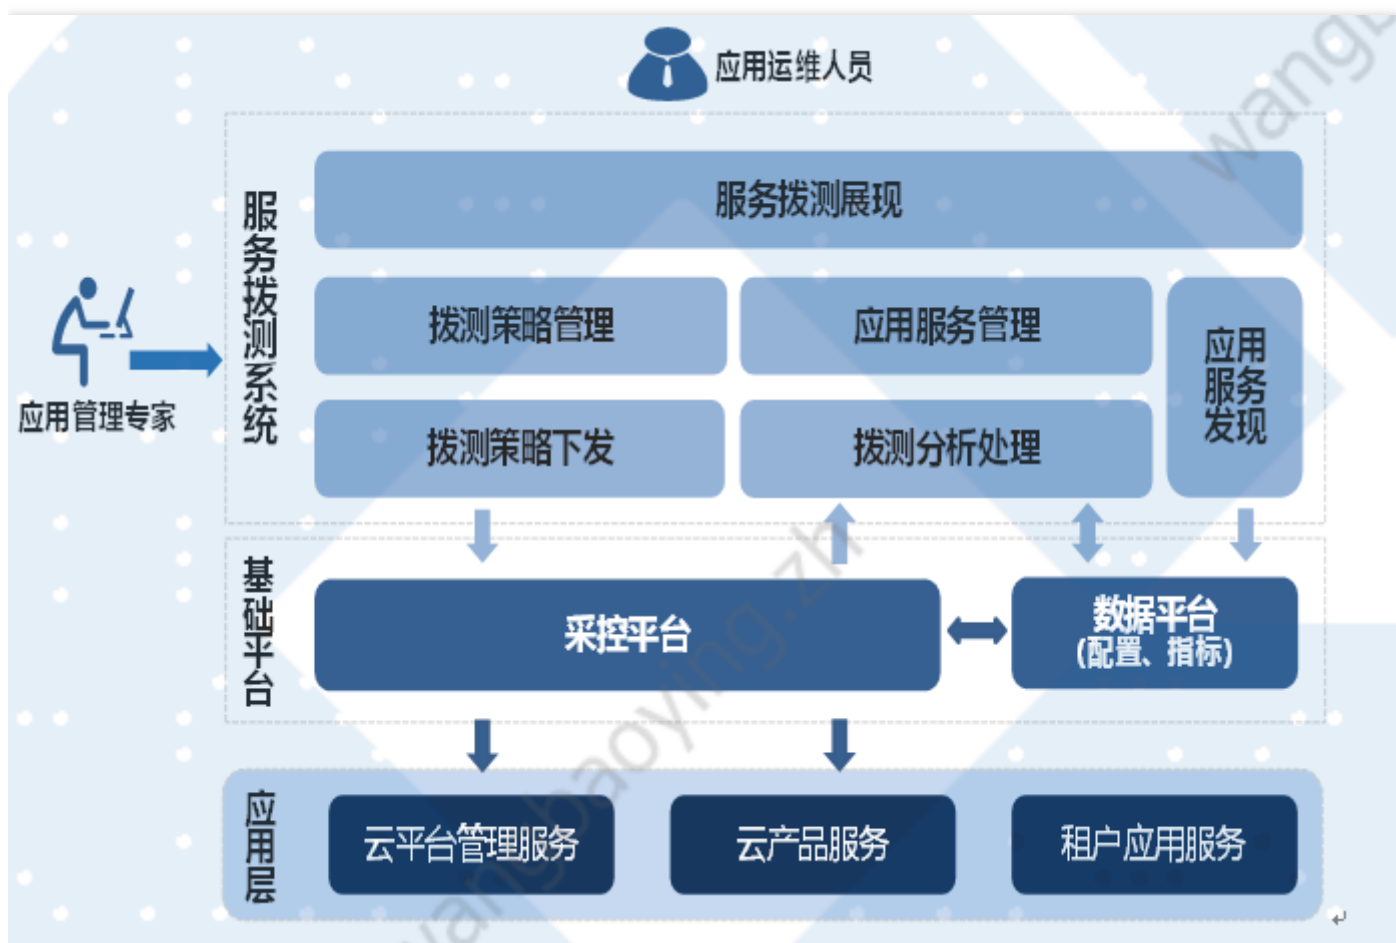 应用运维人员
服务拨测系统
服务拨测展现
拨测策略管理
应用服务管理
应用服务发现
应用管理专家
拨测策略下发
拨测分析处理
基础平台
采控平台
数据平台
(配置、指标)
应用层
云平台管理服务
云产品服务
租户应用服务
wangbaoying.zh